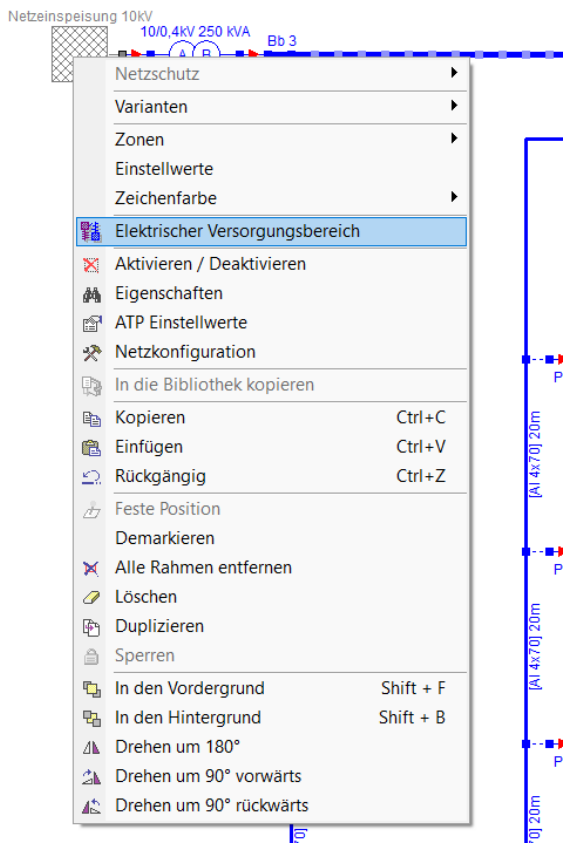 Netzeinspeisung 10kV
10/0,4kV 250 kVA
Bb 3
A B
Netzschutz
Varianten
Zonen
Einstellwerte
Zeichenfarbe
Elektrischer Versorgungsbereich
Aktivieren / Deaktivieren
Eigenschaften
ATP Einstellwerte
Netzkonfiguration
In die Bibliothek kopieren
Kopieren Ctrl+C
Einfügen Ctrl+V
Rückgängig Ctrl+Z
Feste Position
Demarkieren
Alle Rahmen entfernen
Löschen
Duplizieren
Sperren
In den Vordergrund Shift + F
In den Hintergrund Shift + B
Drehen um 180°
Drehen um 90° vorwärts
Drehen um 90° rückwärts
P
[Al 4x70] 20m
P
[Al 4x70] 20m
P
70] 20m
70]